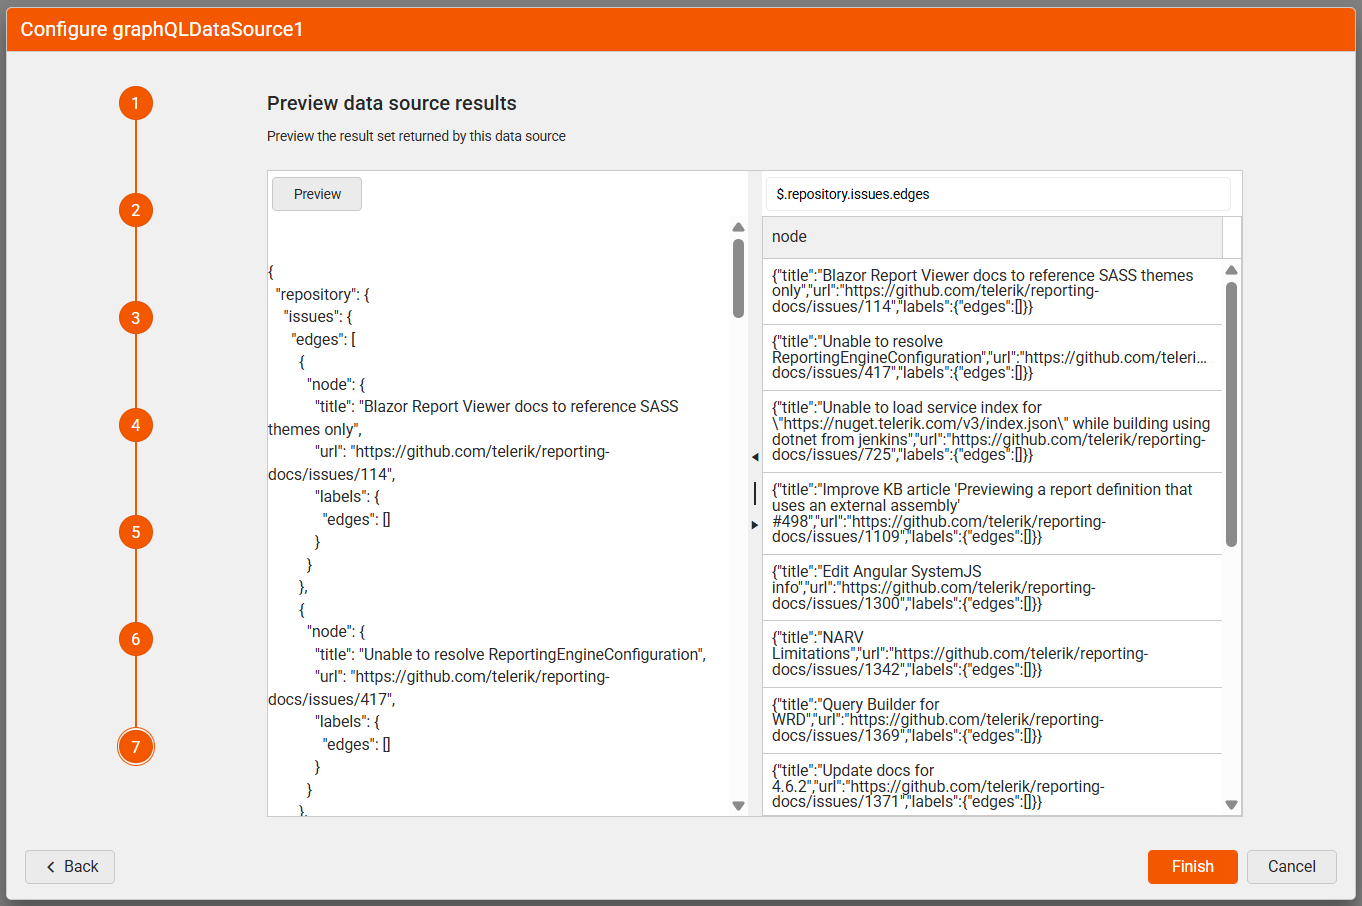 Configure graphQLDataSource1
1
2
3
4
5
6
7
Preview data source results
Preview the result set returned by this data source
Preview
{
"repository": {
"issues": {
"edges": [
{
"node": {
"title": "Blazor Report Viewer docs to reference SASS
themes only",
"url": "https://github.com/telerik/reporting-
docs/issues/114",
"labels": {
"edges": []
}
}
},
{
"node": {
"title": "Unable to resolve ReportingEngineConfiguration",
"url": "https://github.com/telerik/reporting-
docs/issues/417",
"labels": {
"edges": []
}
}
},
$.repository.issues.edges
node
{"title":"Blazor Report Viewer docs to reference SASS themes
only","url":"https://github.com/telerik/reporting-
docs/issues/114","labels":{"edges":[]}}
{"title":"Unable to resolve
ReportingEngineConfiguration","url":"https://github.com/teleri...
docs/issues/417","labels":{"edges":[]}}
{"title":"Unable to load service index for
\"https://nuget.telerik.com/v3/index.json\" while building using
dotnet from jenkins","url":"https://github.com/telerik/reporting-
docs/issues/725","labels":{"edges":[]}}
{"title":"Improve KB article 'Previewing a report definition that
uses an external assembly'
#498","url":"https://github.com/telerik/reporting-
docs/issues/1109","labels":{"edges":[]}}
{"title":"Edit Angular SystemJS
info","url":"https://github.com/telerik/reporting-
docs/issues/1300","labels":{"edges":[]}}
{"title":"NARV
Limitations","url":"https://github.com/telerik/reporting-
docs/issues/1342","labels":{"edges":[]}}
{"title":"Query Builder for
WRD","url":"https://github.com/telerik/reporting-
docs/issues/1369","labels":{"edges":[]}}
{"title":"Update docs for
4.6.2","url":"https://github.com/telerik/reporting-
docs/issues/1371","labels":{"edges":[]}}
Back
Finish
Cancel